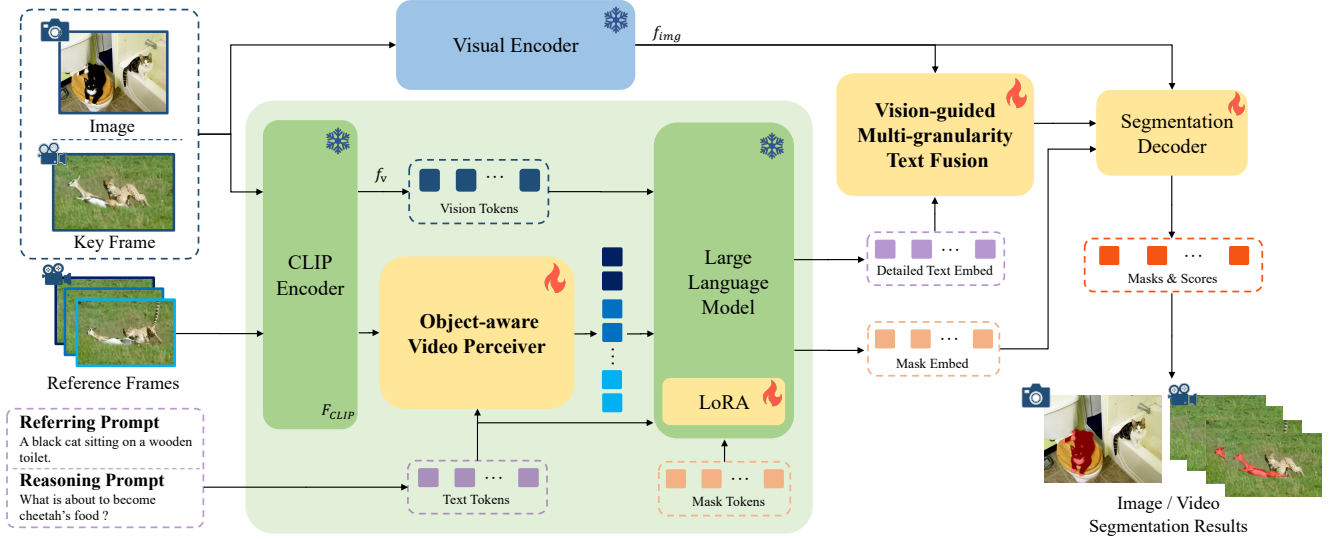 Image
Key Frame
Reference Frames
Referring Prompt
A black cat sitting on a wooden
toilet.
Reasoning Prompt
What is about to become
cheetah's food ?
Visual Encoder
f_img
CLIP
Encoder
F_CLIP
f_v
Vision Tokens
Object-aware
Video Perceiver
Text Tokens
Large
Language
Model
LoRA
Mask Tokens
Vision-guided
Multi-granularity
Text Fusion
Detailed Text Embed
Mask Embed
Segmentation
Decoder
Masks & Scores
Image / Video
Segmentation Results